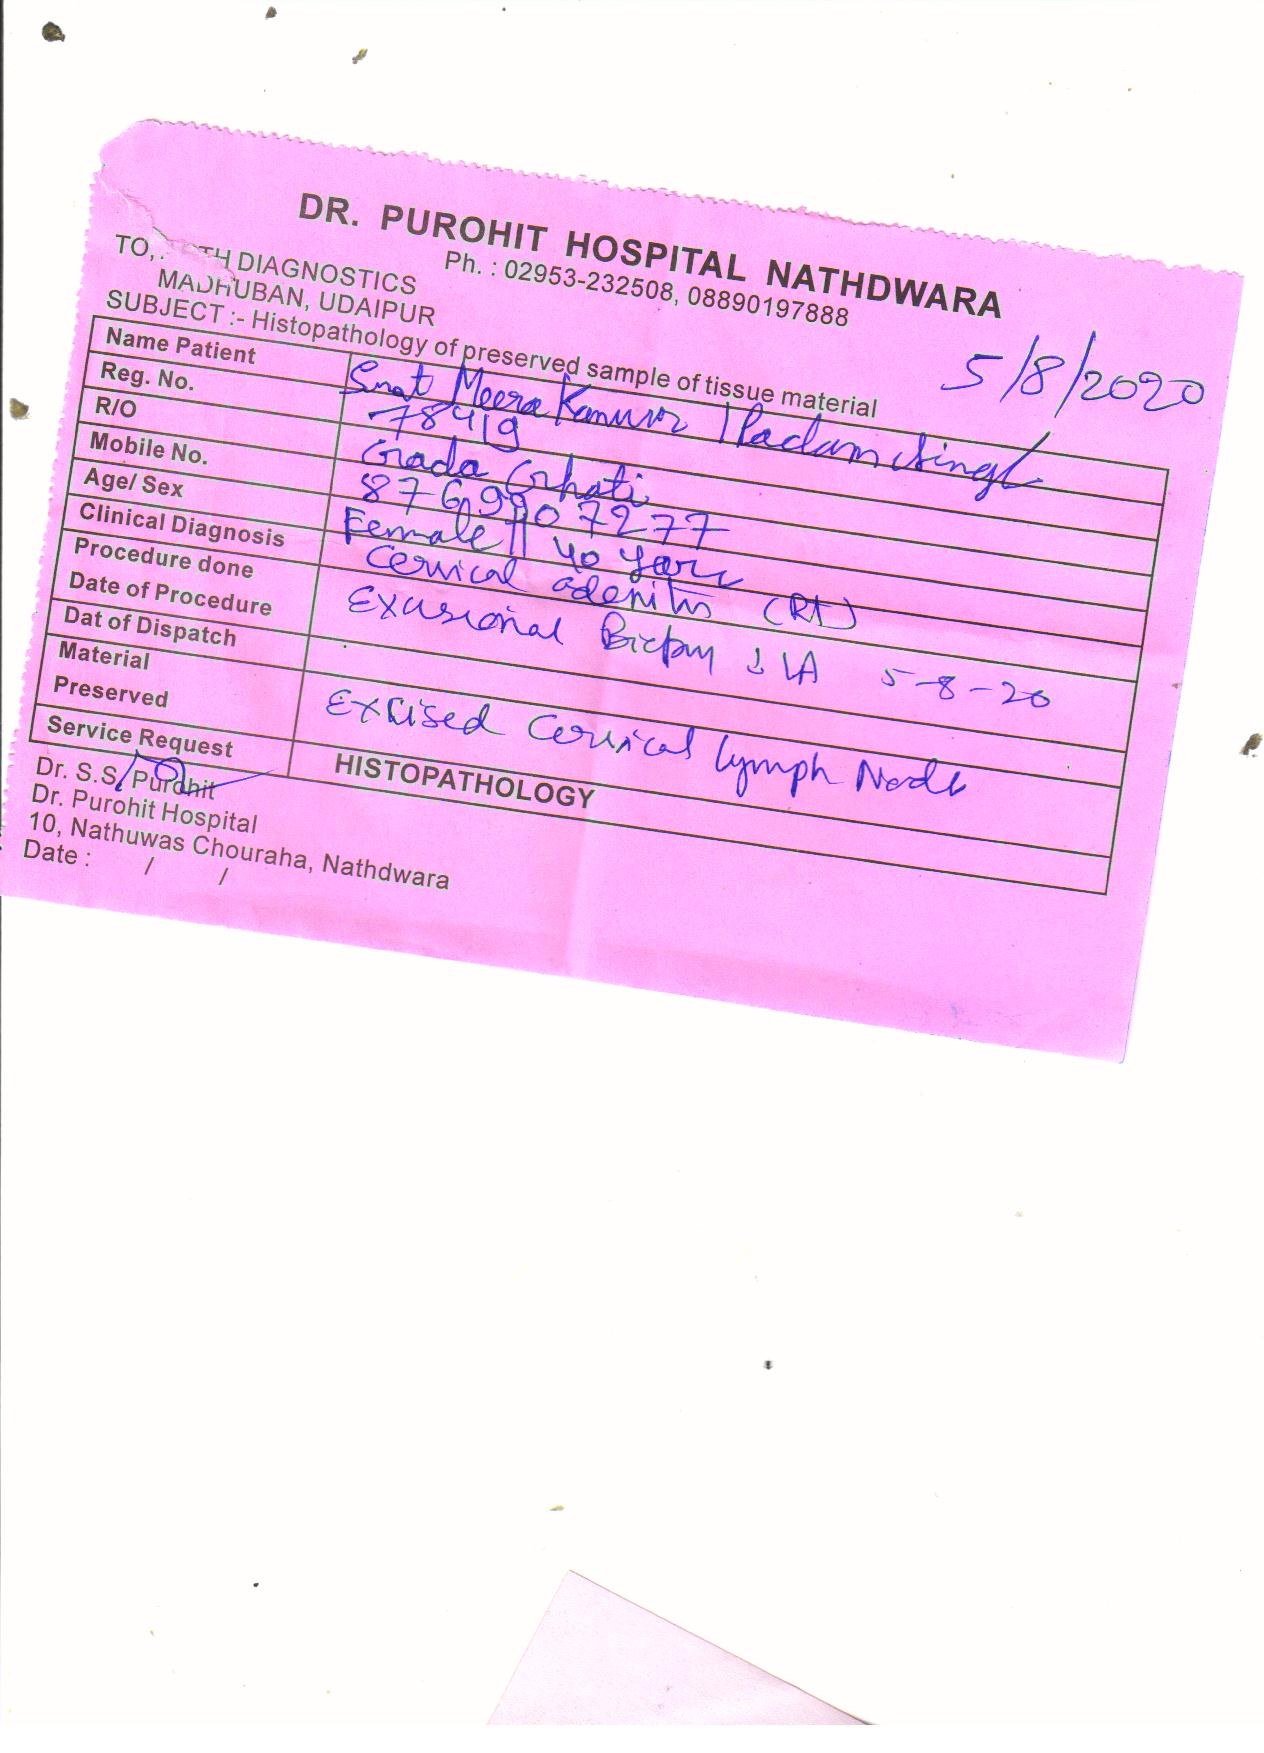 DR. PUROHIT HOSPITAL NATHDWARA
Ph. : 02953-232508, 08890197888
TO, DIAGNOSTICS
MADHUBAN, UDAIPUR
5/8/2020
SUBJECT :- Histopathology of preserved sample of tissue material
Name Patient Smt Meera Kanwar / Padam Singh
Reg. No. 78419
R/O Grada Ghati
Mobile No.
Age/ Sex Female || 40 years
Clinical Diagnosis Cervical adenitis (Rt)
Procedure done Excisional Biopsy ↓ LA 5-8-20
Date of Procedure
Dat of Dispatch
Material
Preserved Excised Cervical Lymph Node
Service Request HISTOPATHOLOGY
Dr. S.S. Purohit
Dr. Purohit Hospital
10, Nathuwas Chouraha, Nathdwara
Date : / /